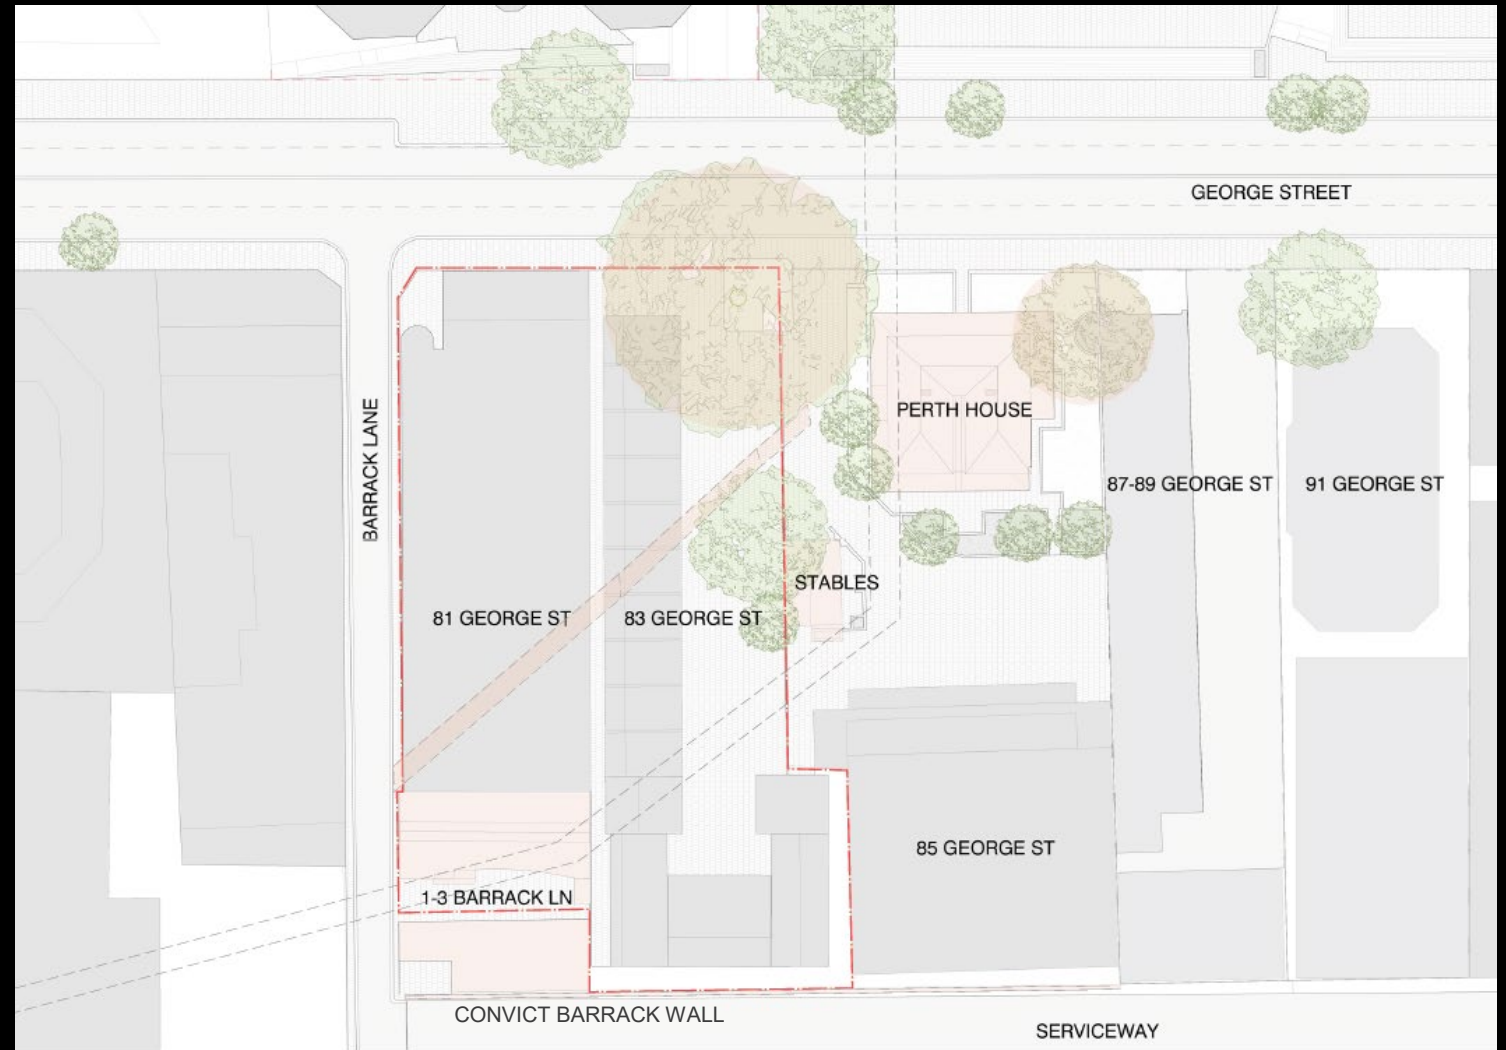 GEORGE STREET
BARRACK LANE
PERTH HOUSE
87-89 GEORGE ST
91 GEORGE ST
STABLES
81 GEORGE ST
83 GEORGE ST
85 GEORGE ST
1-3 BARRACK LN
CONVICT BARRACK WALL
SERVICEWAY